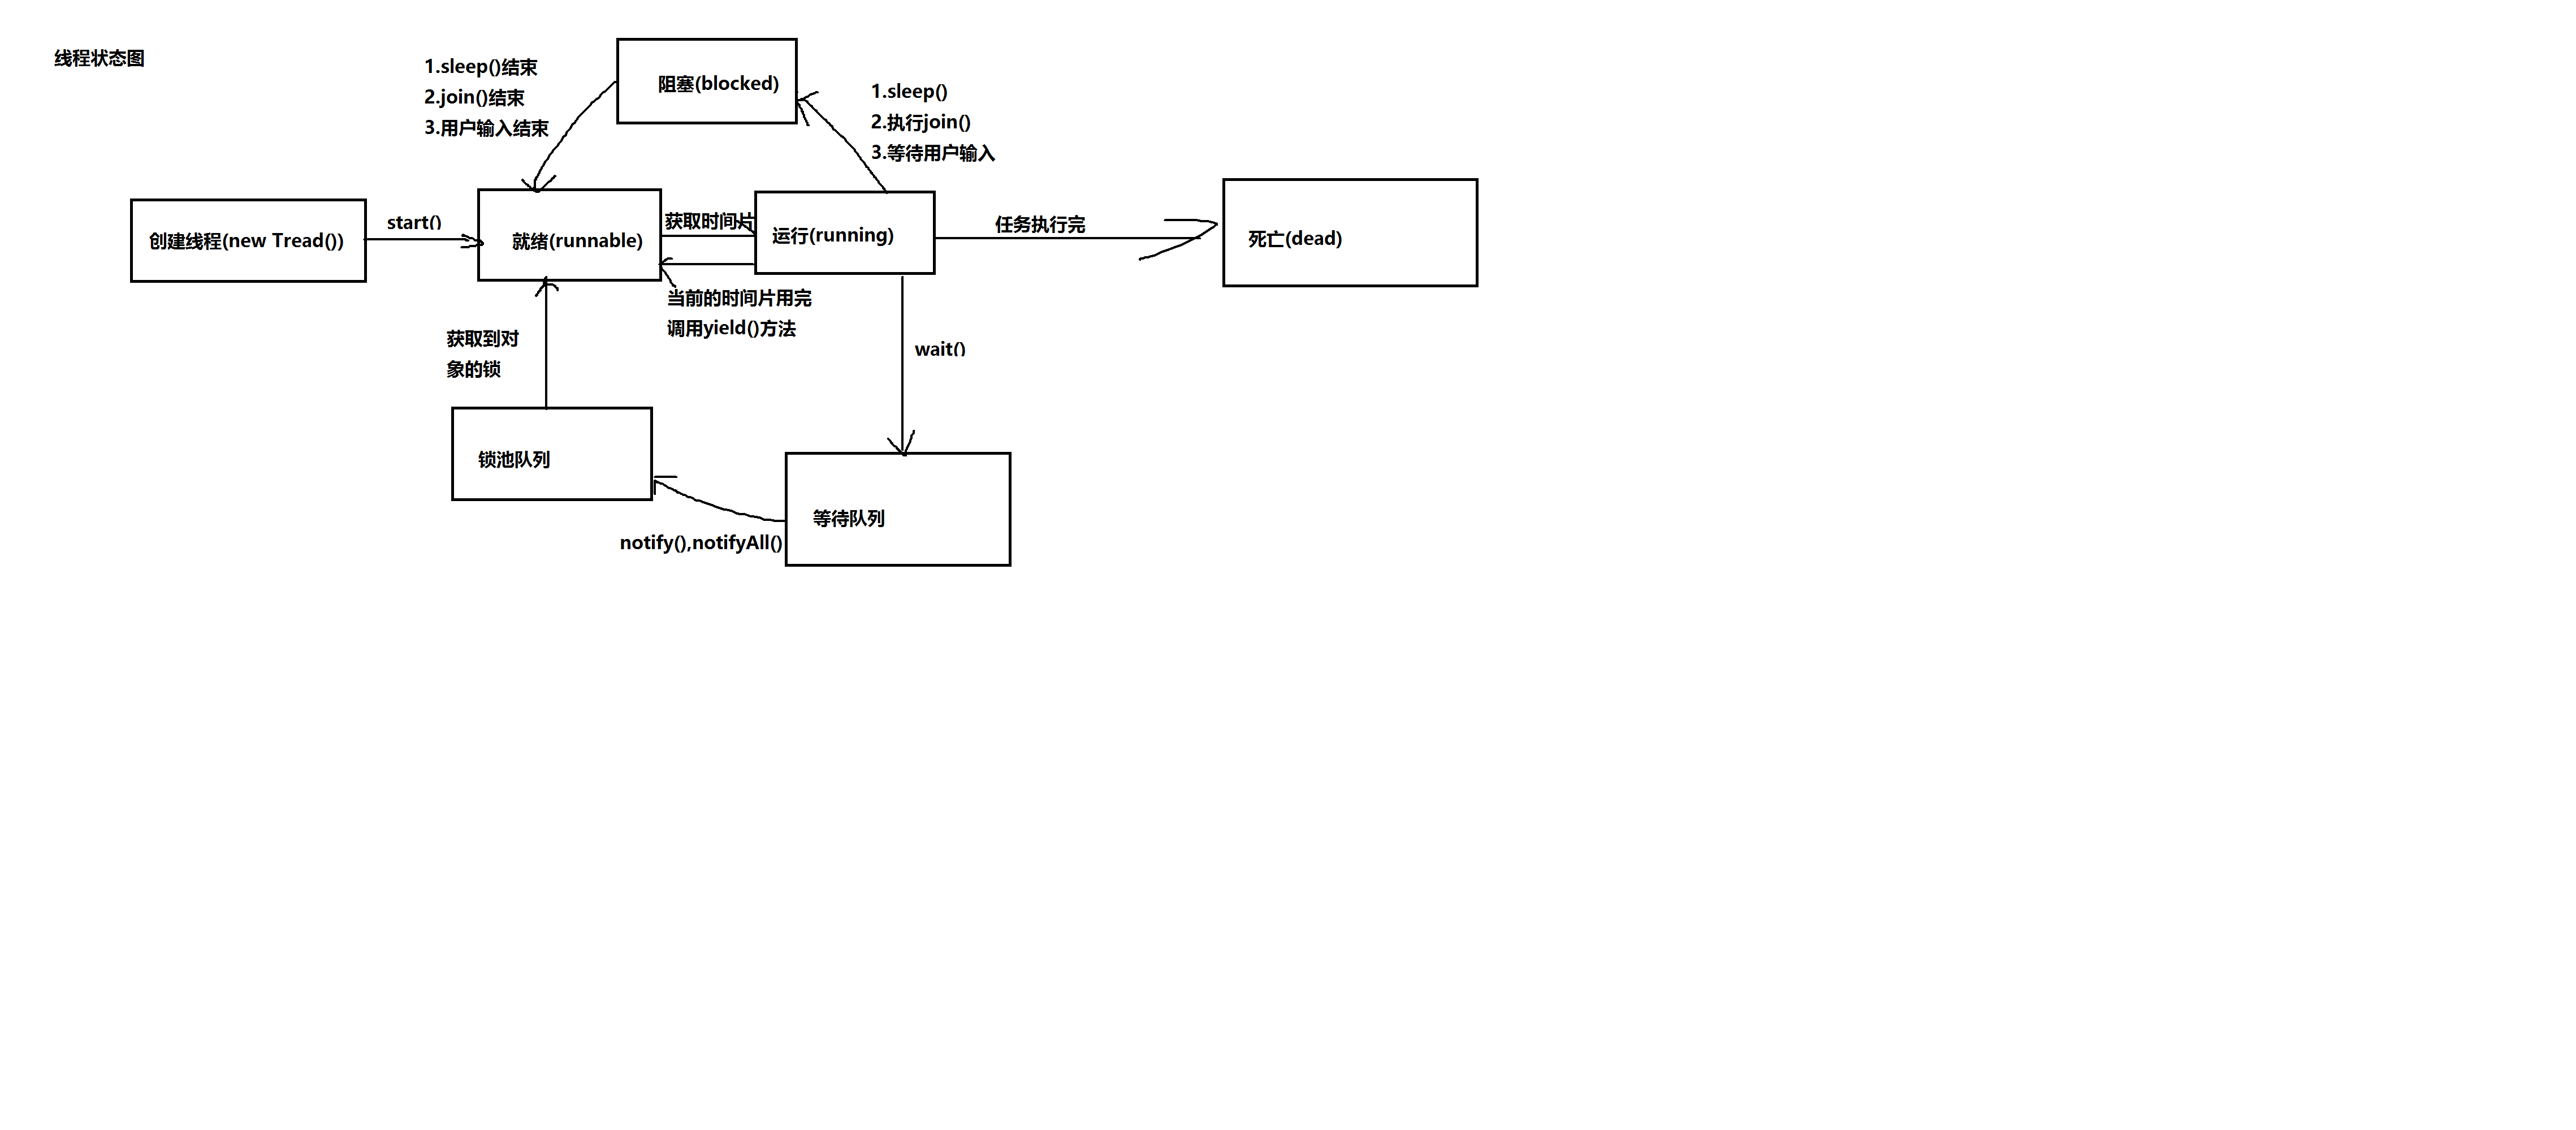 线程状态图
1.sleep()结束
2.join()结束
3.用户输入结束
阻塞(blocked)
1.sleep()
2.执行join()
3.等待用户输入
创建线程(new Tread())
start()
就绪(runnable)
获取时间片
运行(running)
任务执行完
死亡(dead)
当前的时间片用完
调用yield()方法
获取到对
象的锁
wait()
锁池队列
等待队列
notify(),notifyAll()